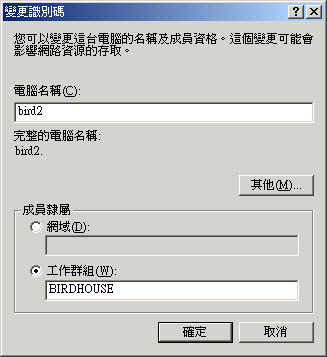 變更識別碼
您可以變更這台電腦的名稱及成員資格。這個變更可能會
影響網路資源的存取。
電腦名稱(C):
bird2
完整的電腦名稱:
bird2.
其他(M)...
成員隸屬
網域(D):
工作群組(W):
BIRDHOUSE
確定
取消